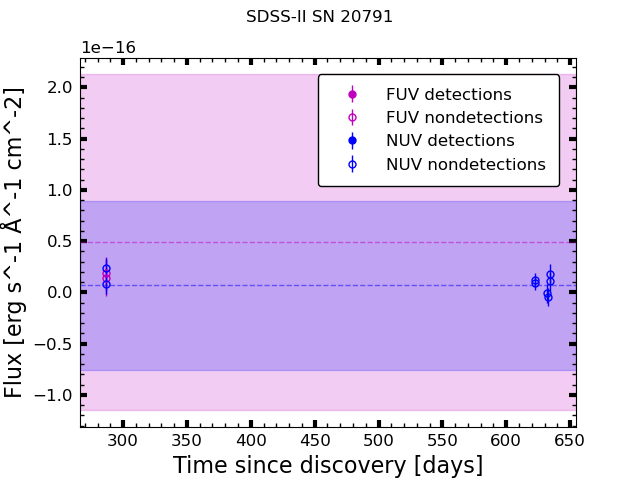 SDSS-II SN 20791
1e−16
FUV detections
FUV nondetections
NUV detections
NUV nondetections
2.0
1.5
1.0
0.5
0.0
−0.5
−1.0
Flux [erg s^-1 Å^-1 cm^-2]
300 350 400 450 500 550 600 650
Time since discovery [days]